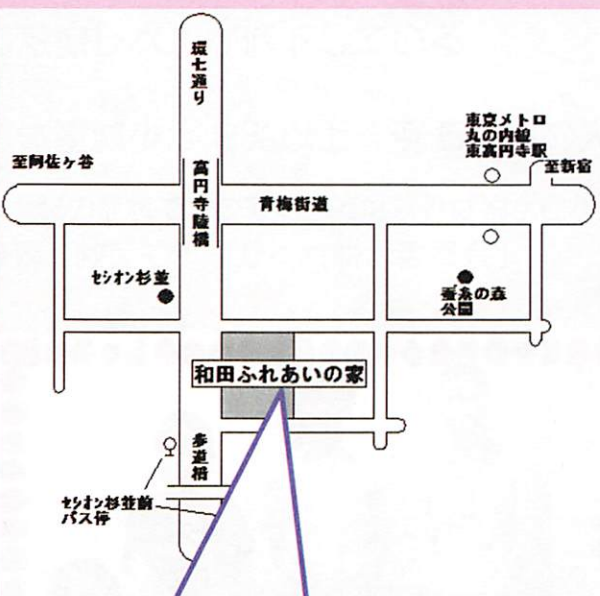 環七通り
東京メトロ
丸の内線
東高円寺駅
至新宿
至阿佐ヶ谷
高円寺陸橋
青梅街道
セシオン杉並
蚕糸の森
公園
和田ふれあいの家
歩道橋
セシオン杉並前
バス停